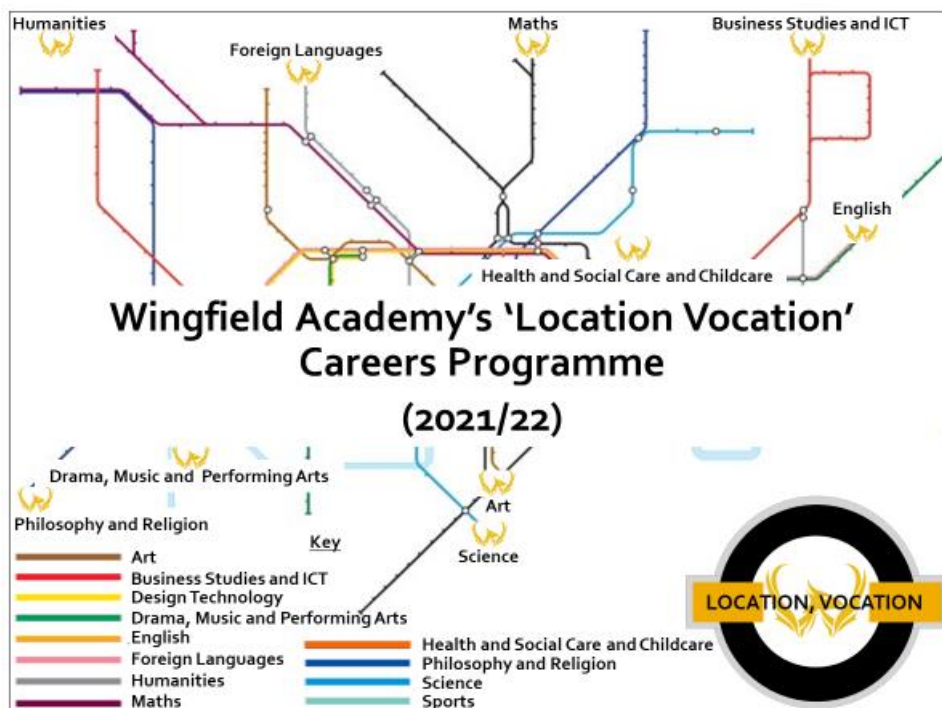 Humanities
Foreign Languages
Maths
Business Studies and ICT
English
Health and Social Care and Childcare
Wingfield Academy's 'Location Vocation'
Careers Programme
(2021/22)
Drama, Music and Performing Arts
Philosophy and Religion
Art
Science
Key
Art
Business Studies and ICT
Design Technology
Drama, Music and Performing Arts
English
Foreign Languages
Humanities
Maths
Health and Social Care and Childcare
Philosophy and Religion
Science
Sports
LOCATION, VOCATION